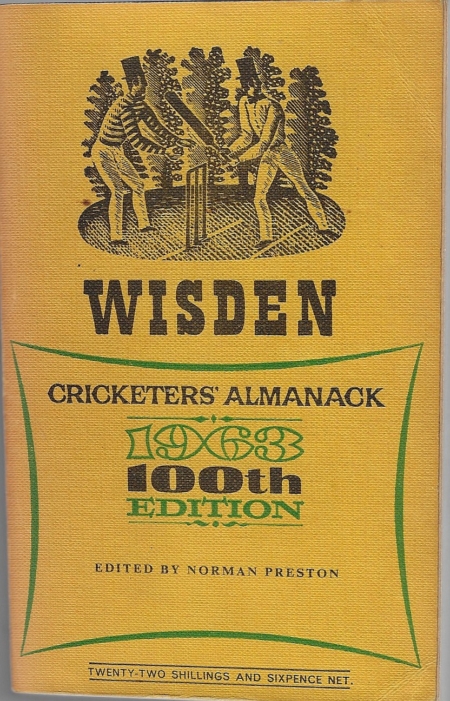 WISDEN
CRICKETERS' ALMANACK
1963
100th
EDITION
EDITED BY NORMAN PRESTON
TWENTY-TWO SHILLINGS AND SIXPENCE NET.